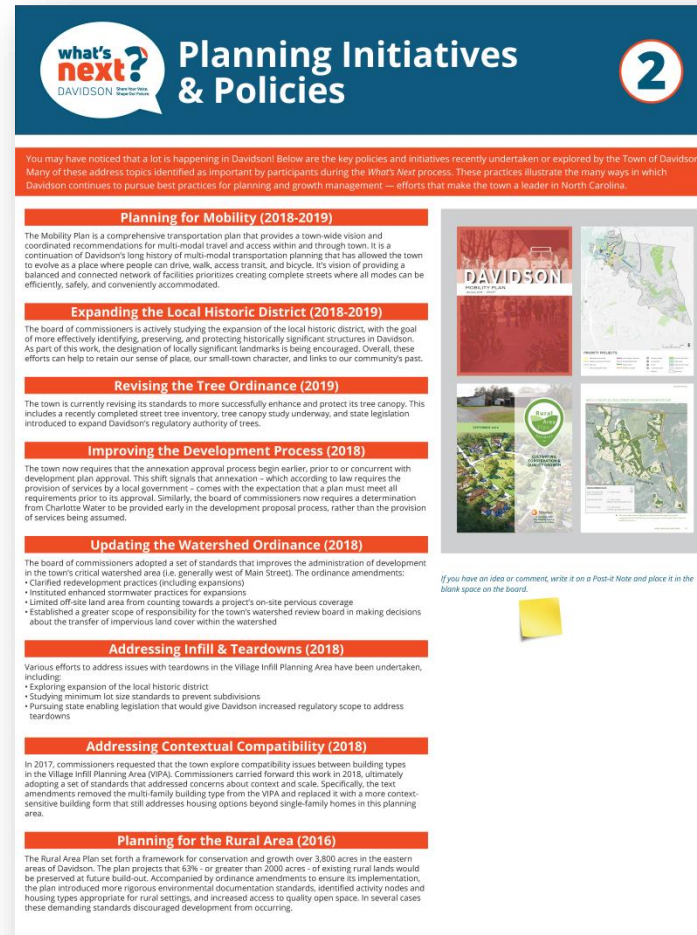 what's
next?
DAVIDSON Share Your Voice. Shape Our Future.
Planning Initiatives
& Policies
2
You may have noticed that a lot is happening in Davidson! Below are the key policies and initiatives recently undertaken or explored by the Town of Davidson.
Many of these address topics identified as important by participants during the What's Next process. These practices illustrate the many ways in which
Davidson continues to pursue best practices for planning and growth management — efforts that make the town a leader in North Carolina.
Planning for Mobility (2018-2019)
The Mobility Plan is a comprehensive transportation plan that provides a town-wide vision and
coordinated recommendations for multi-modal travel and access within and through town. It is a
continuation of Davidson's long history of multi-modal transportation planning that has allowed the town
to evolve as a place where people can drive, walk, access transit, and bicycle. It's vision of providing a
balanced and connected network of facilities prioritizes creating complete streets where all modes can be
efficiently, safely, and conveniently accommodated.
Expanding the Local Historic District (2018-2019)
The board of commissioners is actively studying the expansion of the local historic district, with the goal
of more effectively identifying, preserving, and protecting historically significant structures in Davidson.
As part of this work, the designation of locally significant landmarks is being encouraged. Overall, these
efforts can help to retain our sense of place, our small-town character, and links to our community's past.
Revising the Tree Ordinance (2019)
The town is currently revising its standards to more successfully enhance and protect its tree canopy. This
includes a recently completed street tree inventory, tree canopy study underway, and state legislation
introduced to expand Davidson's regulatory authority of trees.
Improving the Development Process (2018)
The town now requires that the annexation approval process begin earlier, prior to or concurrent with
development plan approval. This shift signals that annexation – which according to law requires the
provision of services by a local government – comes with the expectation that a plan must meet all
requirements prior to its approval. Similarly, the board of commissioners now requires a determination
from Charlotte Water to be provided early in the development proposal process, rather than the provision
of services being assumed.
Updating the Watershed Ordinance (2018)
The board of commissioners adopted a set of standards that improves the administration of development
in the town's critical watershed area (i.e. generally west of Main Street). The ordinance amendments:
• Clarified redevelopment practices (including expansions)
• Instituted enhanced stormwater practices for expansions
• Limited off-site land area from counting towards a project's on-site pervious coverage
• Established a greater scope of responsibility for the town's watershed review board in making decisions
about the transfer of impervious land cover within the watershed
Addressing Infill & Teardowns (2018)
Various efforts to address issues with teardowns in the Village Infill Planning Area have been undertaken,
including:
• Exploring expansion of the local historic district
• Studying minimum lot size standards to prevent subdivisions
• Pursuing state enabling legislation that would give Davidson increased regulatory scope to address
teardowns
Addressing Contextual Compatibility (2018)
In 2017, commissioners requested that the town explore compatibility issues between building types
in the Village Infill Planning Area (VIPA). Commissioners carried forward this work in 2018, ultimately
adopting a set of standards that addressed concerns about context and scale. Specifically, the text
amendments removed the multi-family building type from the VIPA and replaced it with a more context-
sensitive building form that still addresses housing options beyond single-family homes in this planning
area.
Planning for the Rural Area (2016)
The Rural Area Plan set forth a framework for conservation and growth over 3,800 acres in the eastern
areas of Davidson. The plan projects that 63% - or greater than 2000 acres - of existing rural lands would
be preserved at future build-out. Accompanied by ordinance amendments to ensure its implementation,
the plan introduced more rigorous environmental documentation standards, identified activity nodes and
housing types appropriate for rural settings, and increased access to quality open space. In several cases
these demanding standards discouraged development from occurring.
DAVIDSON
MOBILITY PLAN
PRIORITY PROJECTS
Rural
Area
CULTIVATING
CONSERVATION &
QUALITY GROWTH
If you have an idea or comment, write it on a Post-it Note and place it in the
blank space on the board.